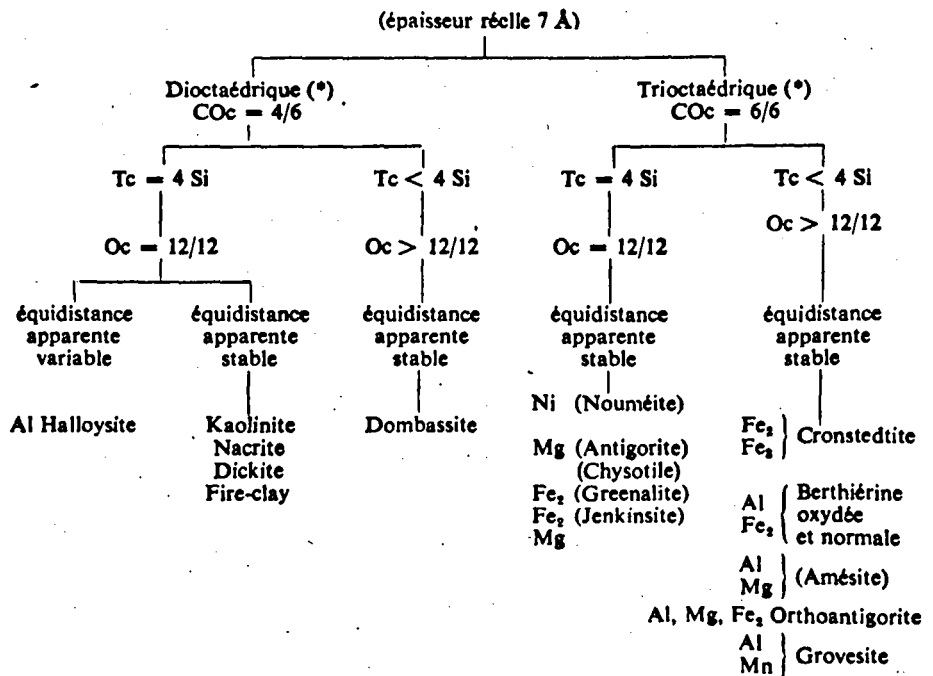 (épaisseur réelle 7 Å)
Dioctaédrique (*)
COc = 4/6
Trioctaédrique (*)
COc = 6/6
Tc = 4 Si
Tc < 4 Si
Tc = 4 Si
Tc < 4 Si
Oc = 12/12
Oc > 12/12
Oc = 12/12
Oc > 12/12
équidistance
apparente
variable
équidistance
apparente
stable
équidistance
apparente
stable
équidistance
apparente
stable
équidistance
apparente
stable
Al Halloysite
Kaolinite
Nacrite
Dickite
Fire-clay
Dombassite
Ni (Nouméite)
Mg (Antigorite)
(Chysotile)
Fe₂ (Greenalite)
Fe₂ (Jenkinsite)
Mg
Fe₂
Fe₃
Cronstedtite
Al
Fe₂
Berthiérine
oxydée
et normale
Al
Mg
(Amésite)
Al, Mg, Fe₂ Orthoantigorite
Al
Mn
Grovesite